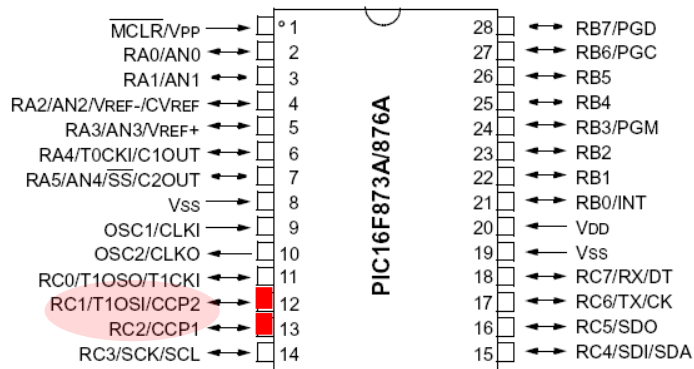 MCLR/VPP 1 28 RB7/PGD
RA0/AN0 2 27 RB6/PGC
RA1/AN1 3 26 RB5
RA2/AN2/VREF-/CVREF 4 25 RB4
RA3/AN3/VREF+ 5 24 RB3/PGM
RA4/T0CKI/C1OUT 6 23 RB2
RA5/AN4/SS/C2OUT 7 22 RB1
VSS 8 21 RB0/INT
OSC1/CLKI 9 20 VDD
OSC2/CLKO 10 19 VSS
RC0/T1OSO/T1CKI 11 18 RC7/RX/DT
RC1/T1OSI/CCP2 12 17 RC6/TX/CK
RC2/CCP1 13 16 RC5/SDO
RC3/SCK/SCL 14 15 RC4/SDI/SDA
PIC16F873A/876A